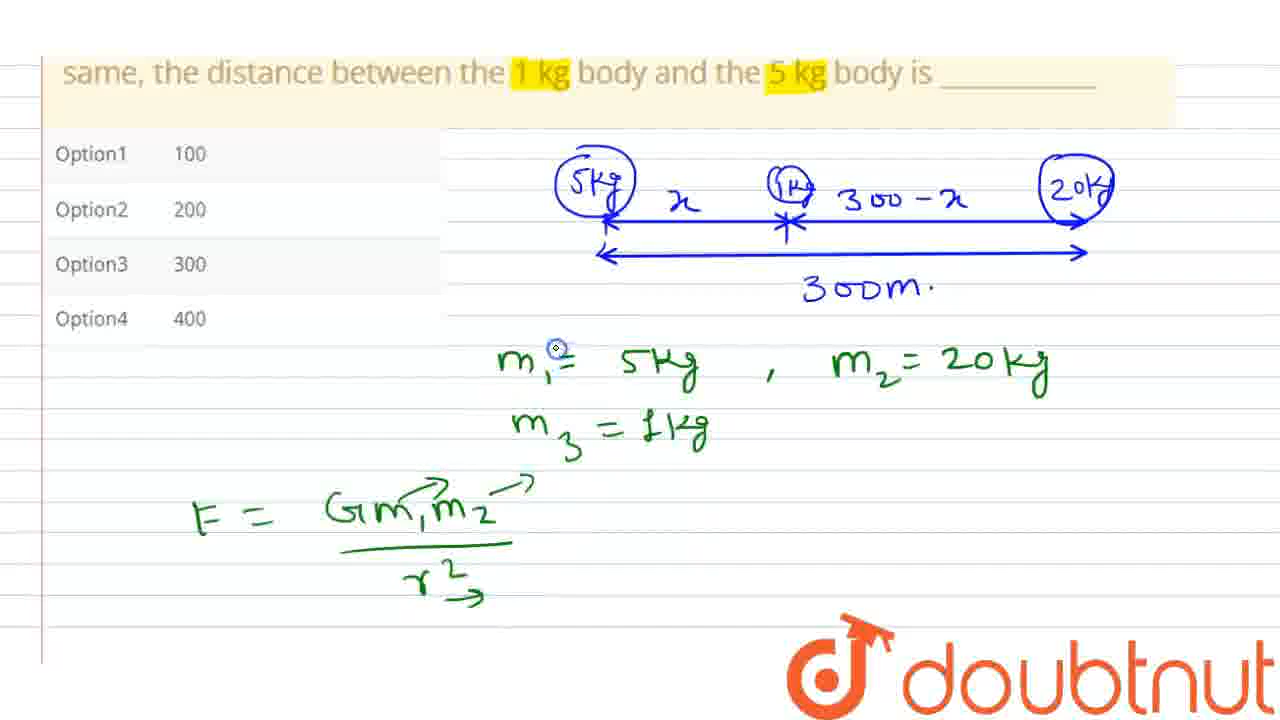 same, the distance between the 1 kg body and the 5 kg body is ____________
Option1 100
Option2 200
Option3 300
Option4 400
5kg 1kg 20kg
x 300-x
300m.
m₁= 5kg , m₂= 20kg
m₃ = 1kg
F = Gm₁m₂
r²
doubtnut